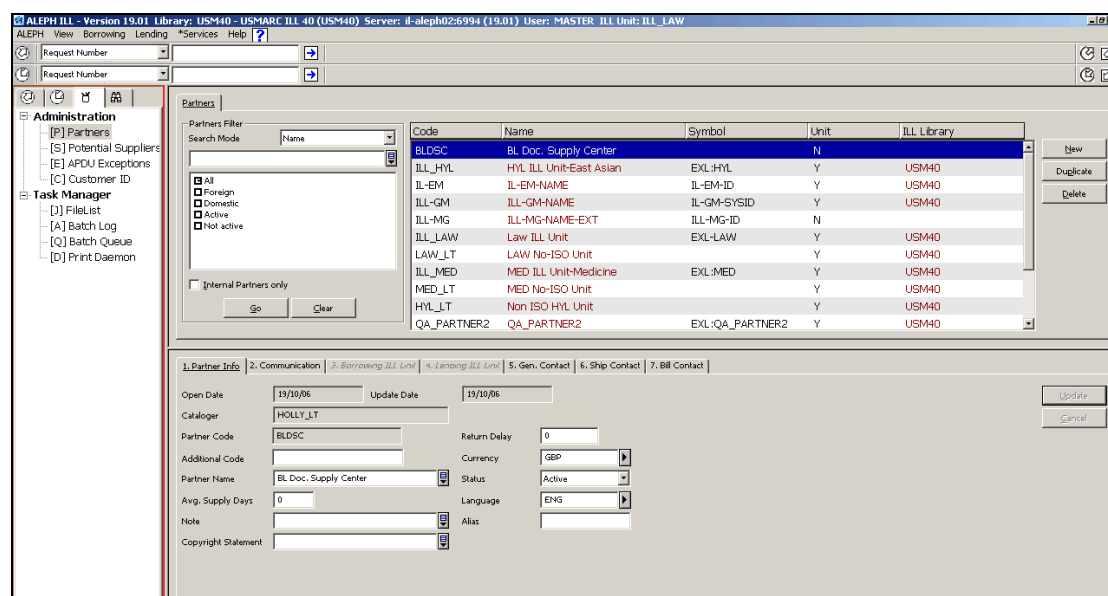 ALEPH ILL - Version 19.01 Library: USM40 - USMARC ILL 40 (USM40) Server: il-aleph02:6994 (19.01) User: MASTER ILL Unit: ILL_LAW
ALEPH View Borrowing Lending *Services Help ?
Request Number
Request Number
Administration
[P] Partners
[S] Potential Suppliers
[E] APDU Exceptions
[C] Customer ID
Task Manager
[J] FileList
[A] Batch Log
[Q] Batch Queue
[D] Print Daemon
Partners
Partners Filter
Search Mode Name
All
Foreign
Domestic
Active
Not active
Internal Partners only
Go Clear
Code Name Symbol Unit ILL Library
BLDSC BL Doc. Supply Center N
ILL_HYL HYL ILL Unit-East Asian EXL:HYL Y USM40
IL-EM IL-EM-NAME IL-EM-ID Y USM40
ILL-GM ILL-GM-NAME IL-GM-SYSID Y USM40
ILL-MG ILL-MG-NAME-EXT ILL-MG-ID N
ILL_LAW Law ILL Unit EXL-LAW Y USM40
LAW_LT LAW No-ISO Unit Y USM40
ILL_MED MED ILL Unit-Medicine EXL:MED Y USM40
MED_LT MED No-ISO Unit Y USM40
HYL_LT Non ISO HYL Unit Y USM40
QA_PARTNER2 QA_PARTNER2 EXL:QA_PARTNER2 Y USM40
New
Duplicate
Delete
1. Partner Info 2. Communication 3. Borrowing ILL Unit 4. Lending ILL Unit 5. Gen. Contact 6. Ship Contact 7. Bill Contact
Open Date 19/10/06 Update Date 19/10/06
Cataloger HOLLY_LT
Partner Code BLDSC Return Delay 0
Additional Code Currency GBP
Partner Name BL Doc. Supply Center Status Active
Avg. Supply Days 0 Language ENG
Note Alias
Copyright Statement
Update
Cancel